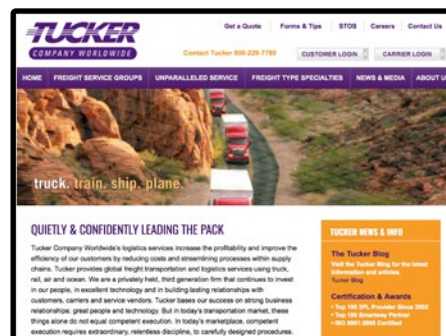 TUCKER
COMPANY WORLDWIDE
Get a Quote Forms & Tips STOS Careers Contact Us
Contact Tucker 800-229-7780 CUSTOMER LOGIN CARRIER LOGIN
HOME FREIGHT SERVICE GROUPS UNPARALLELED SERVICE FREIGHT TYPE SPECIALTIES NEWS & MEDIA ABOUT U
truck. train. ship. plane.
QUIETLY & CONFIDENTLY LEADING THE PACK
Tucker Company Worldwide's logistics services increase the profitability and improve the
efficiency of our customers by reducing costs and streamlining processes within supply
chains. Tucker provides global freight transportation and logistics services using truck,
rail, air and ocean. We are a privately held, third generation firm that continues to invest
in our people, in excellent technology and in building lasting relationships with
customers, carriers and service vendors. Tucker bases our success on strong business
relationships; great people and technology. But in today's transportation market, these
things alone do not equal competent execution. In today's marketplace, competent
execution requires extraordinary, relentless discipline, to carefully designed procedures.
TUCKER NEWS & INFO
The Tucker Blog
Visit the Tucker Blog for the latest
information and articles.
Tucker Blog
Certification & Awards
• Top 100 3PL Provider Since 2002
• Top 100 Smartway Partner
• ISO 9001:2008 Certified